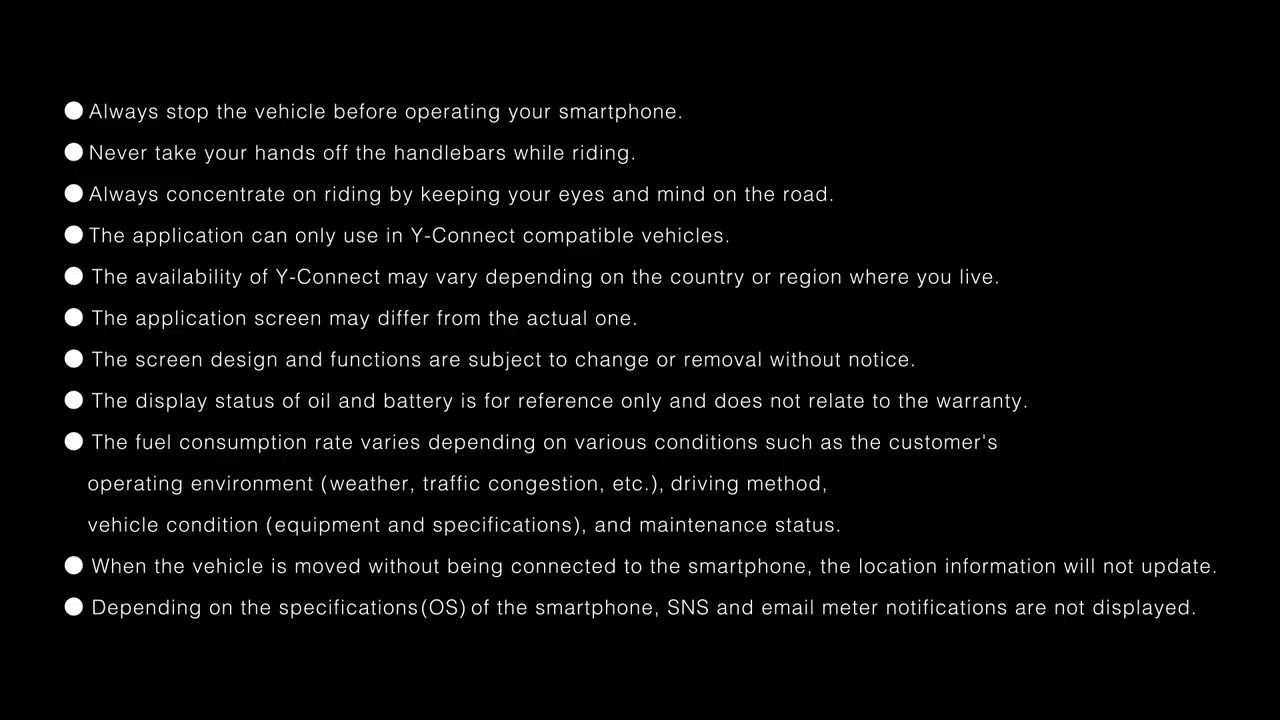 ● Always stop the vehicle before operating your smartphone.
● Never take your hands off the handlebars while riding.
● Always concentrate on riding by keeping your eyes and mind on the road.
● The application can only use in Y-Connect compatible vehicles.
● The availability of Y-Connect may vary depending on the country or region where you live.
● The application screen may differ from the actual one.
● The screen design and functions are subject to change or removal without notice.
● The display status of oil and battery is for reference only and does not relate to the warranty.
● The fuel consumption rate varies depending on various conditions such as the customer's
operating environment (weather, traffic congestion, etc.), driving method,
vehicle condition (equipment and specifications), and maintenance status.
● When the vehicle is moved without being connected to the smartphone, the location information will not update.
● Depending on the specifications(OS) of the smartphone, SNS and email meter notifications are not displayed.